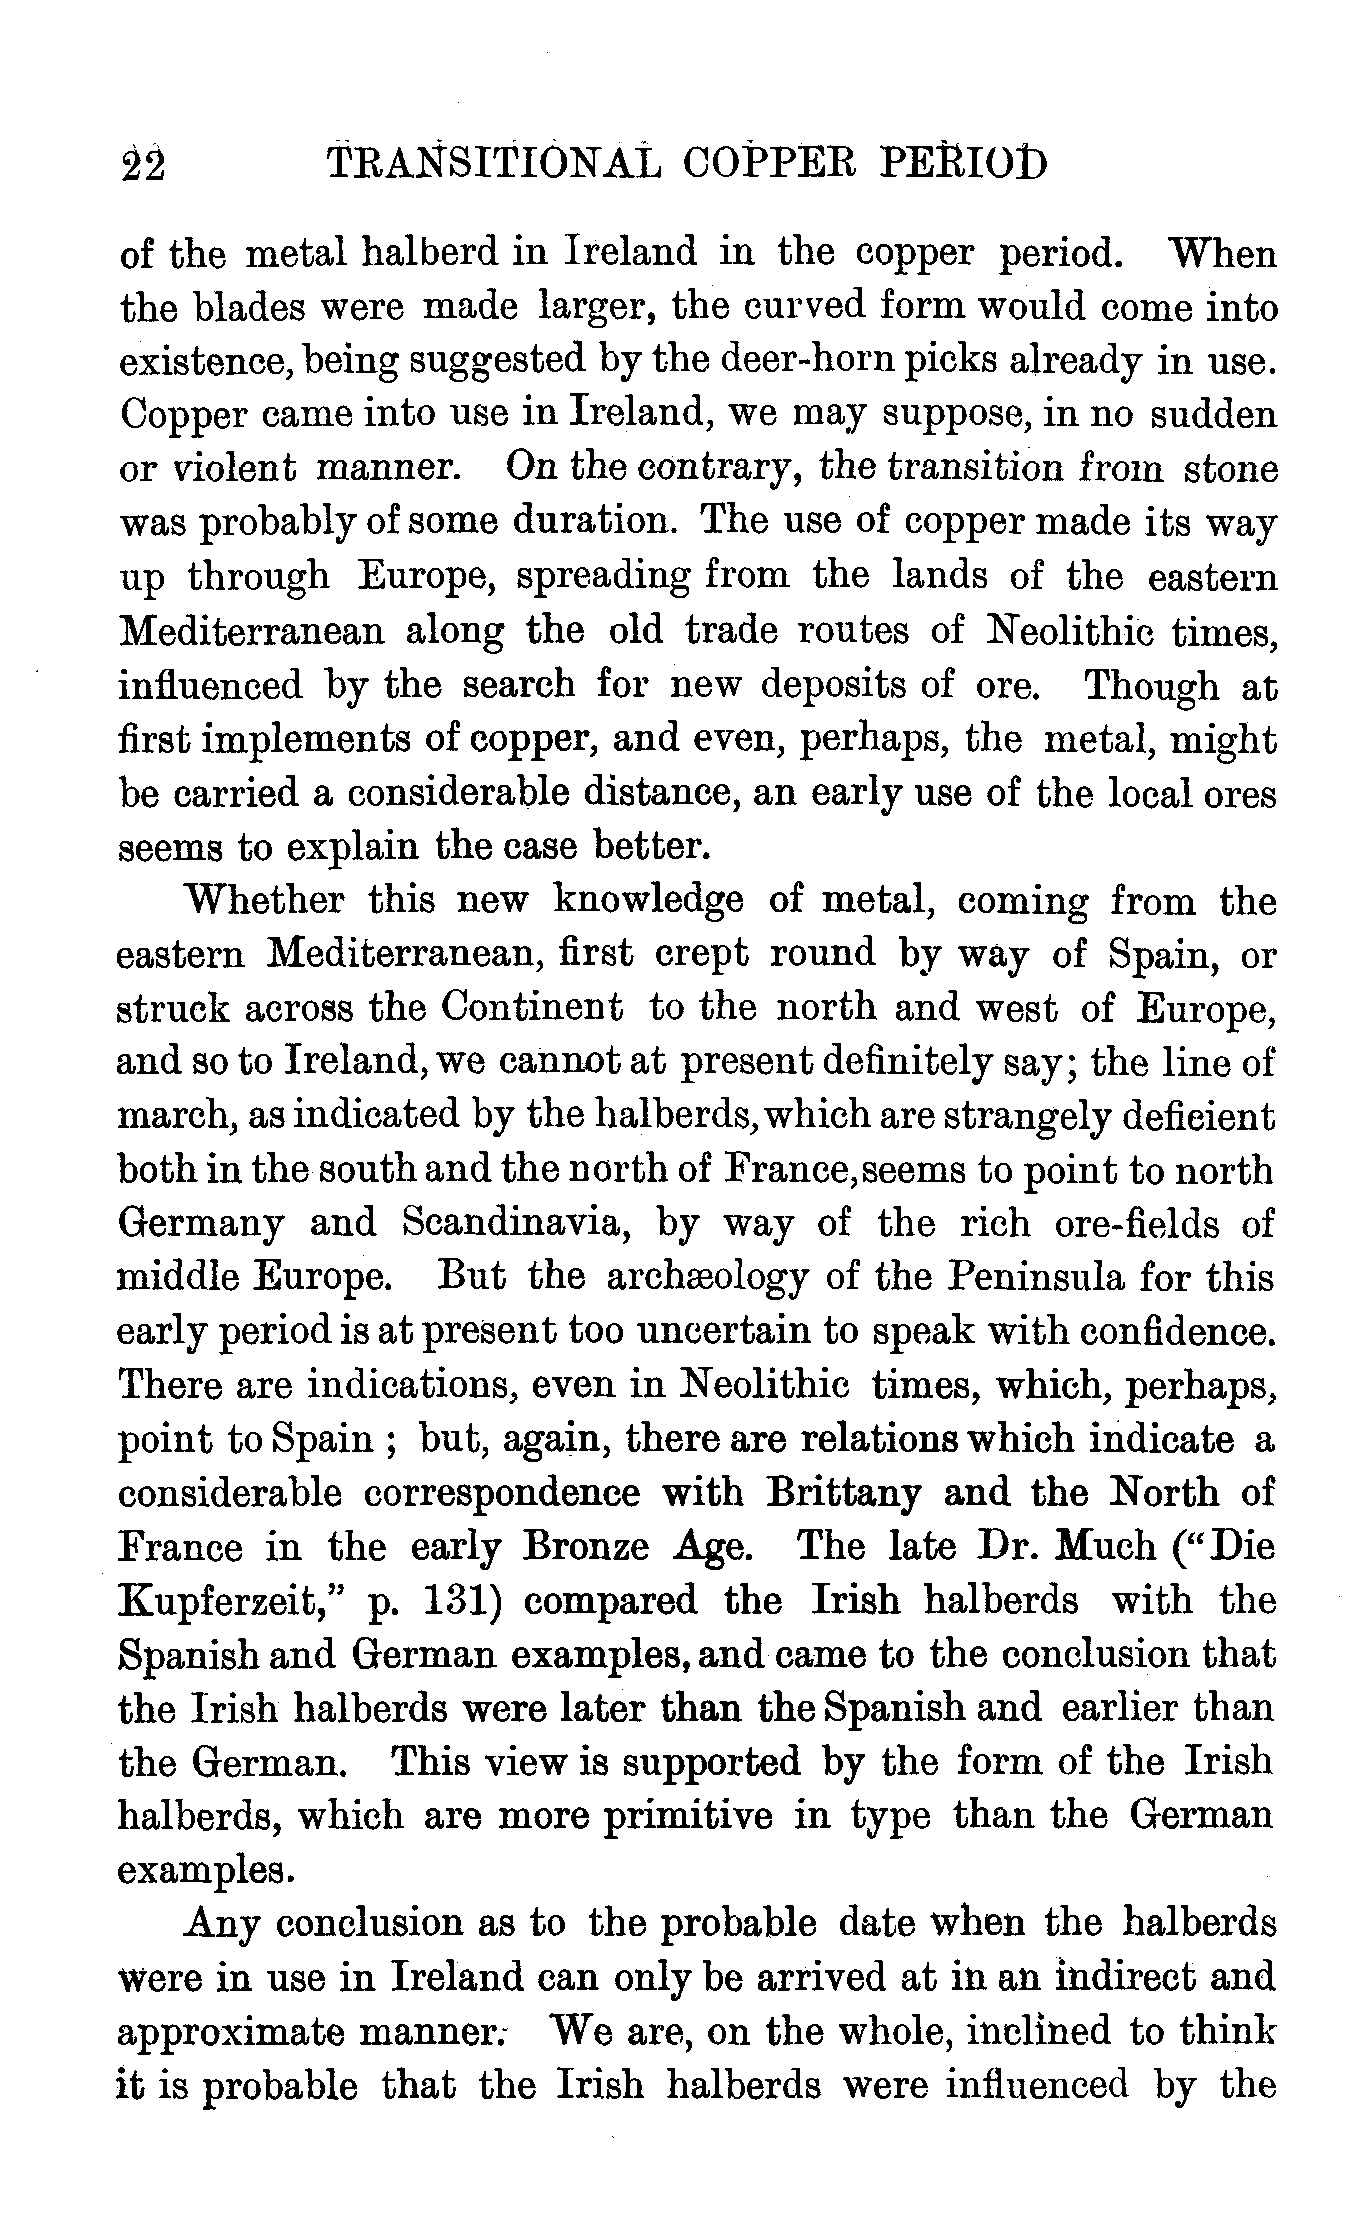 22 TRANSITIONAL COPPER PERIOD
of the metal halberd in Ireland in the copper period. When
the blades were made larger, the curved form would come into
existence, being suggested by the deer-horn picks already in use.
Copper came into use in Ireland, we may suppose, in no sudden
or violent manner. On the contrary, the transition from stone
was probably of some duration. The use of copper made its way
up through Europe, spreading from the lands of the eastern
Mediterranean along the old trade routes of Neolithic times,
influenced by the search for new deposits of ore. Though at
first implements of copper, and even, perhaps, the metal, might
be carried a considerable distance, an early use of the local ores
seems to explain the case better.
Whether this new knowledge of metal, coming from the
eastern Mediterranean, first crept round by way of Spain, or
struck across the Continent to the north and west of Europe,
and so to Ireland, we cannot at present definitely say; the line of
march, as indicated by the halberds, which are strangely deficient
both in the south and the north of France, seems to point to north
Germany and Scandinavia, by way of the rich ore-fields of
middle Europe. But the archæology of the Peninsula for this
early period is at present too uncertain to speak with confidence.
There are indications, even in Neolithic times, which, perhaps,
point to Spain ; but, again, there are relations which indicate a
considerable correspondence with Brittany and the North of
France in the early Bronze Age. The late Dr. Much (“Die
Kupferzeit,” p. 131) compared the Irish halberds with the
Spanish and German examples, and came to the conclusion that
the Irish halberds were later than the Spanish and earlier than
the German. This view is supported by the form of the Irish
halberds, which are more primitive in type than the German
examples.
Any conclusion as to the probable date when the halberds
were in use in Ireland can only be arrived at in an indirect and
approximate manner. We are, on the whole, inclined to think
it is probable that the Irish halberds were influenced by the